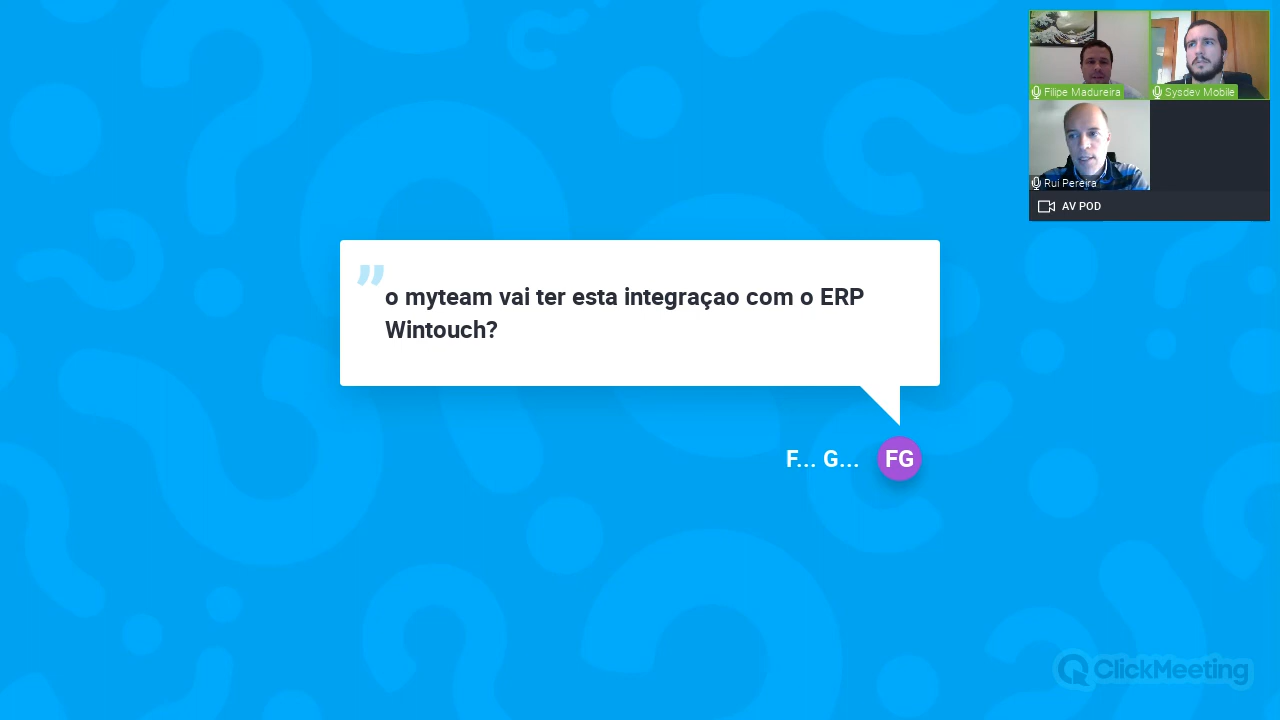 Filipe Madureira
Sysdev Mobile
Rui Pereira
AV POD
” o myteam vai ter esta integraçao com o ERP
Wintouch?
F... G...
FG
ClickMeeting